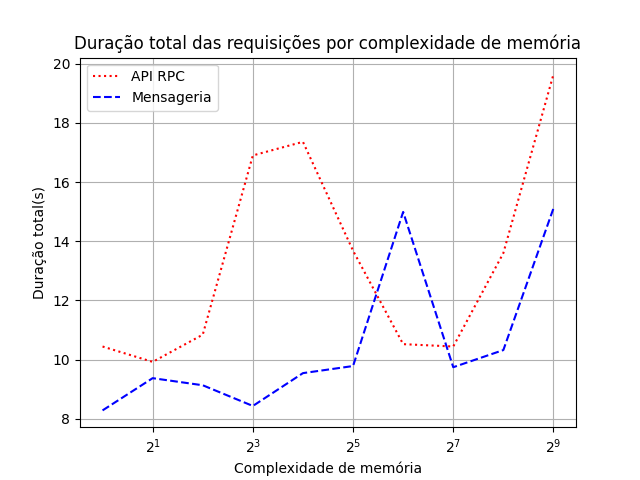 Duração total das requisições por complexidade de memória
API RPC
Mensageria
20
18
16
14
12
10
8
Duração total(s)
2¹
2³
2⁵
2⁷
2⁹
Complexidade de memória